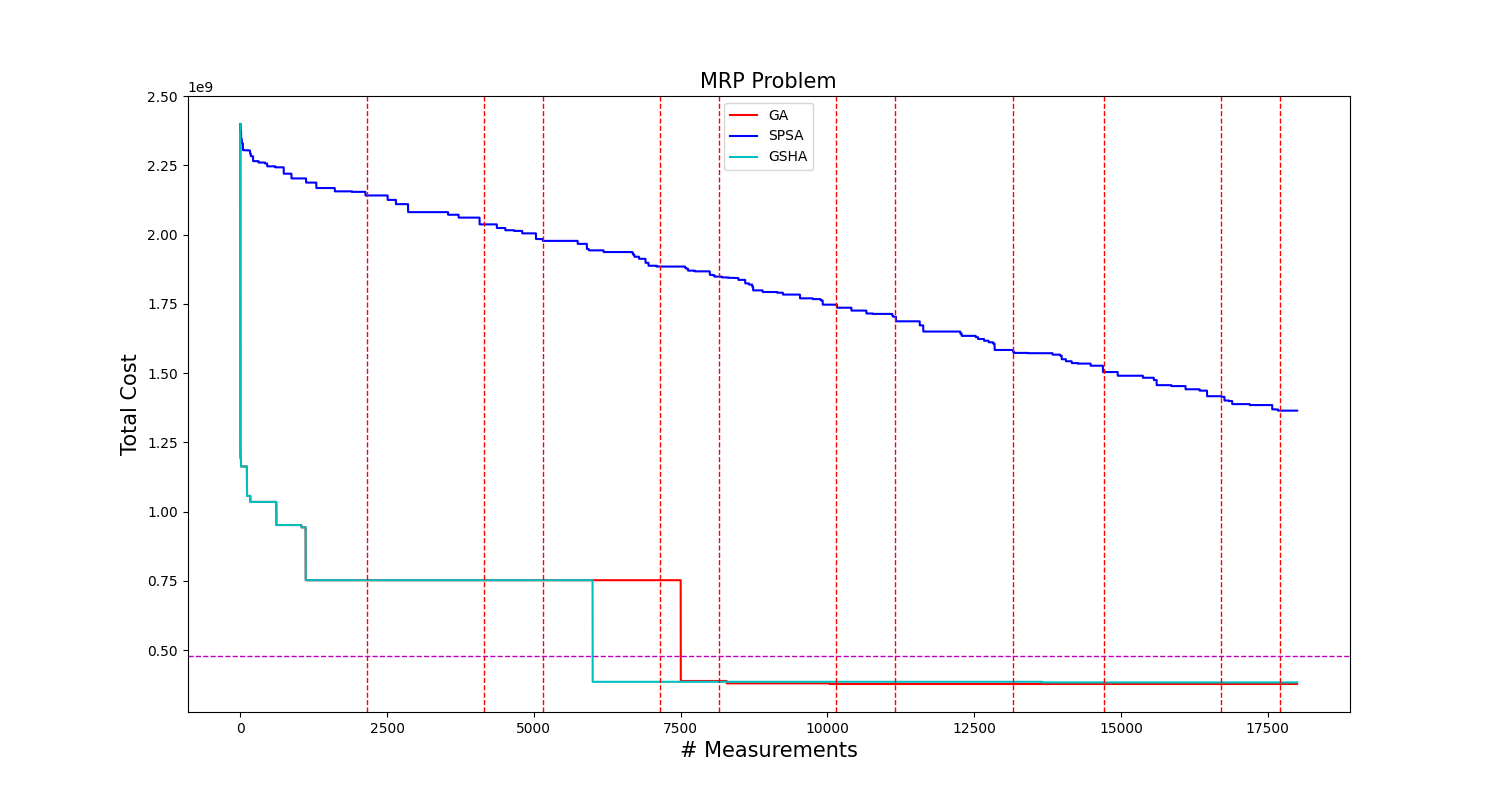 MRP Problem
1e9
2.50
2.25
2.00
1.75
1.50
1.25
1.00
0.75
0.50
Total Cost
GA
SPSA
GSHA
0 2500 5000 7500 10000 12500 15000 17500
# Measurements